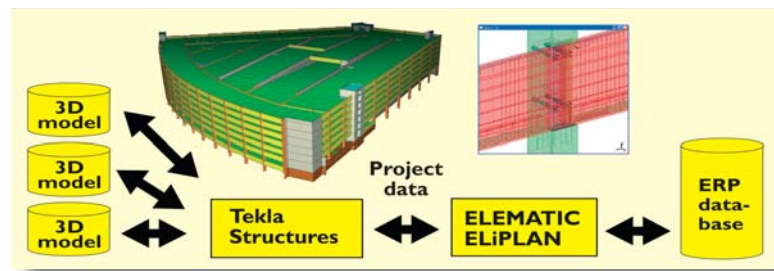 3D
model
3D
model
3D
model
Tekla
Structures
Project
data
ELEMATIC
ELiPLAN
ERP
data-
base